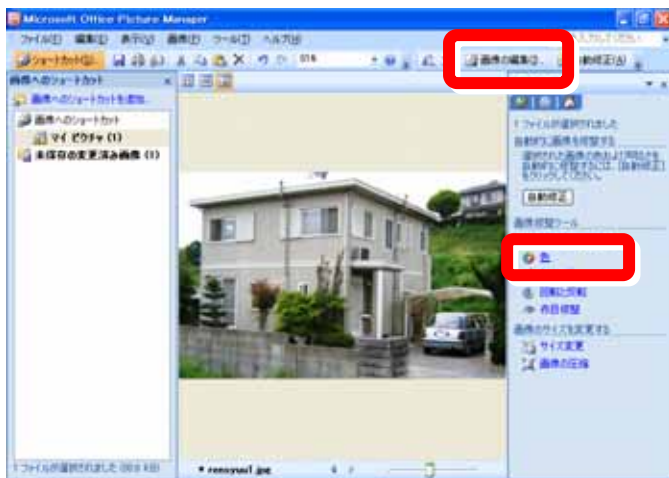 Microsoft Office Picture Manager
ファイル(F) 編集(E) 表示(V) 画像(P) ツール(T) ヘルプ(H)
ショートカット(S)...
画像の編集(I)...
自動修正(A)
画像へのショートカット
画像へのショートカットを追加...
画像へのショートカット
マイ ピクチャ (1)
未保存の変更済み画像 (1)
1 ファイルが選択されました
自動的に画像を修整する
自動修正
画像修整ツール
色
回転と反転
赤目修整
画像のサイズを変更する
サイズ変更
画像の圧縮
1 ファイルが選択されました
rensyuu1.jpg